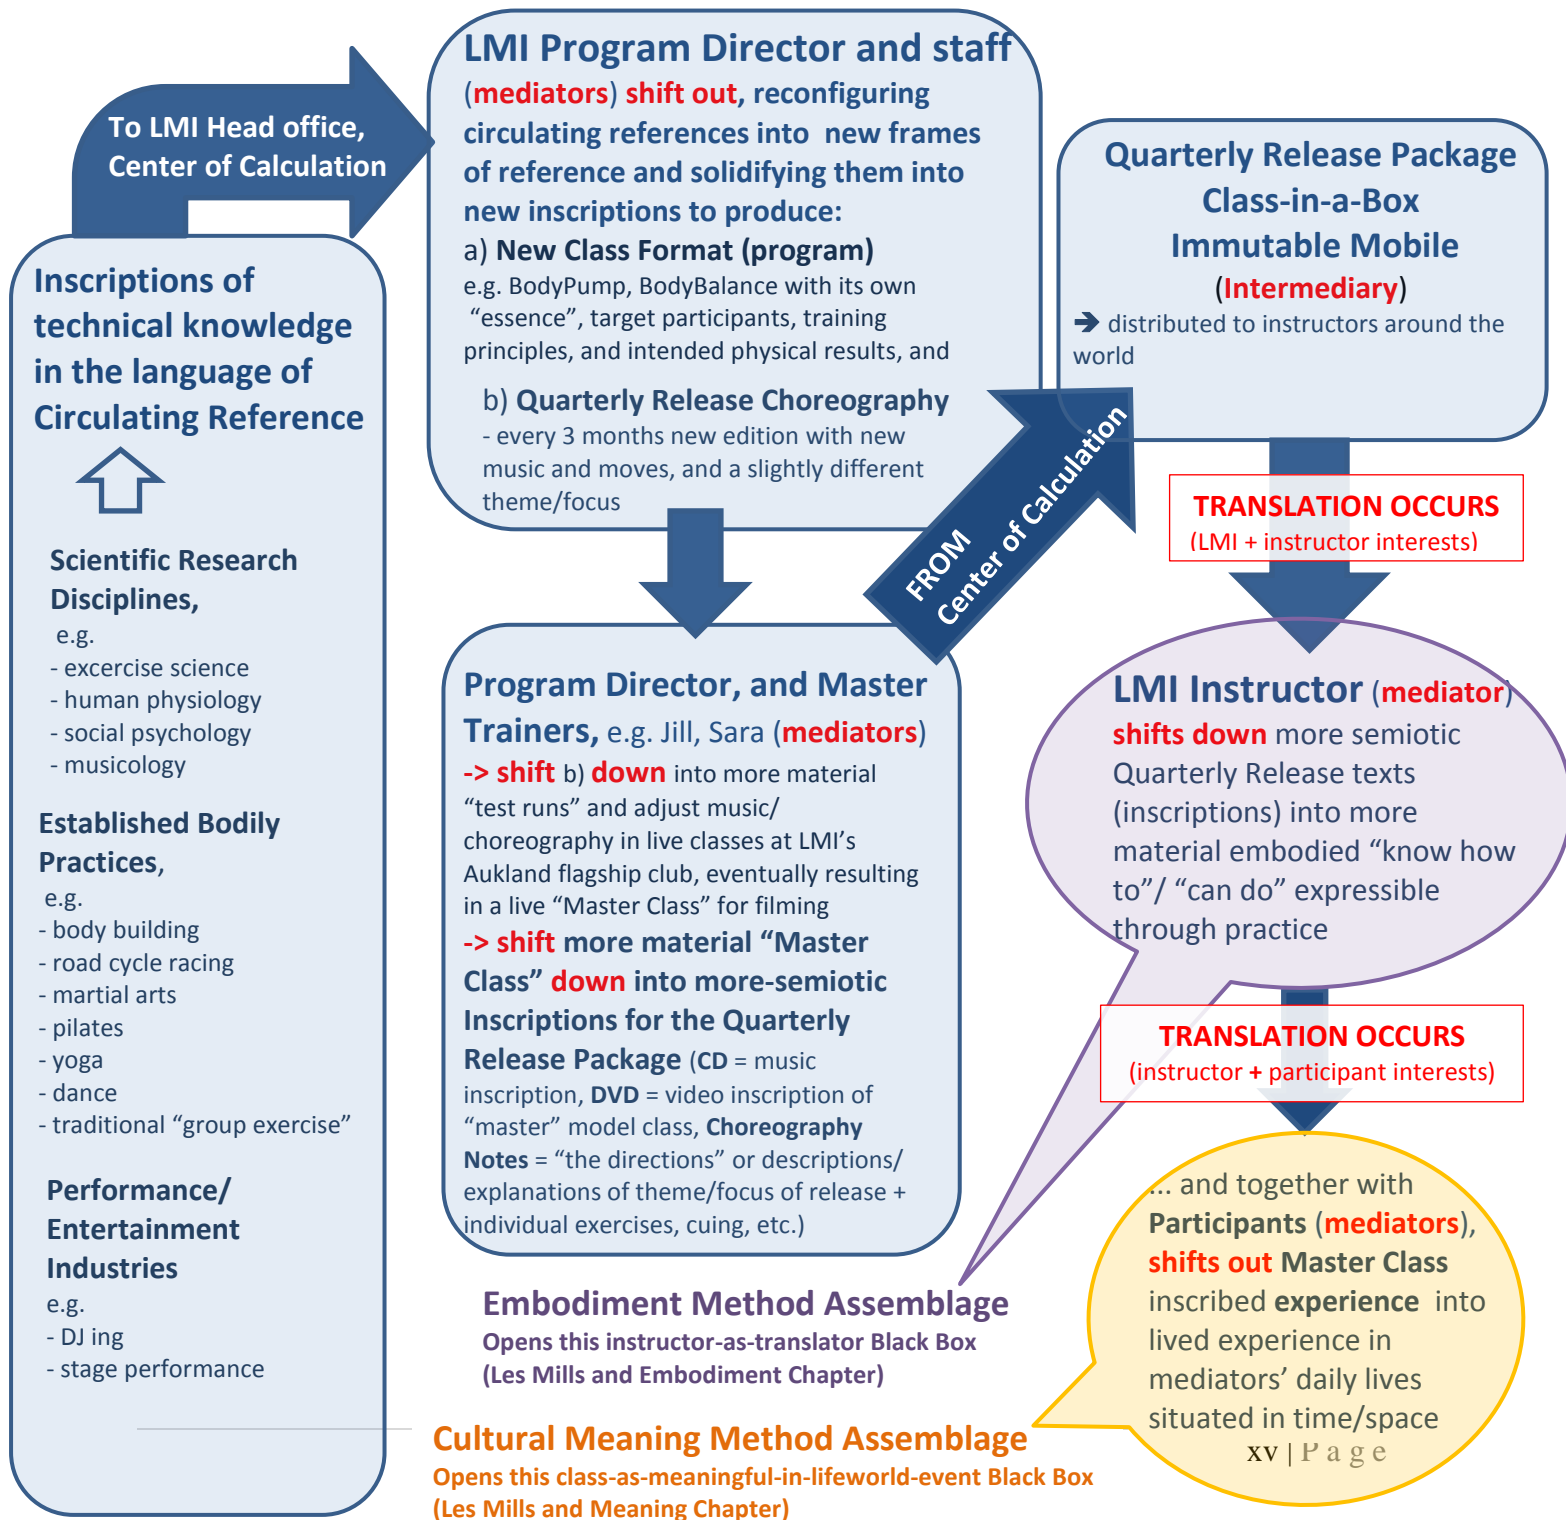 To LMI Head office,
Center of Calculation
Inscriptions of
technical knowledge
in the language of
Circulating Reference
Scientific Research
Disciplines,
e.g.
- excercise science
- human physiology
- social psychology
- musicology
Established Bodily
Practices,
e.g.
- body building
- road cycle racing
- martial arts
- pilates
- yoga
- dance
- traditional “group exercise”
Performance/
Entertainment
Industries
e.g.
- DJ ing
- stage performance
LMI Program Director and staff
(mediators) shift out, reconfiguring
circulating references into new frames
of reference and solidifying them into
new inscriptions to produce:
a) New Class Format (program)
e.g. BodyPump, BodyBalance with its own
“essence”, target participants, training
principles, and intended physical results, and
b) Quarterly Release Choreography
- every 3 months new edition with new
music and moves, and a slightly different
theme/focus
Program Director, and Master
Trainers, e.g. Jill, Sara (mediators)
-> shift b) down into more material
“test runs” and adjust music/
choreography in live classes at LMI’s
Aukland flagship club, eventually resulting
in a live “Master Class” for filming
-> shift more material “Master
Class” down into more-semiotic
Inscriptions for the Quarterly
Release Package (CD = music
inscription, DVD = video inscription of
“master” model class, Choreography
Notes = “the directions” or descriptions/
explanations of theme/focus of release +
individual exercises, cuing, etc.)
FROM
Center of Calculation
Quarterly Release Package
Class-in-a-Box
Immutable Mobile
(Intermediary)
➔ distributed to instructors around the
world
TRANSLATION OCCURS
(LMI + instructor interests)
LMI Instructor (mediator)
shifts down more semiotic
Quarterly Release texts
(inscriptions) into more
material embodied “know how
to”/ “can do” expressible
through practice
TRANSLATION OCCURS
(instructor + participant interests)
... and together with
Participants (mediators),
shifts out Master Class
inscribed experience into
lived experience in
mediators’ daily lives
situated in time/space
Embodiment Method Assemblage
Opens this instructor-as-translator Black Box
(Les Mills and Embodiment Chapter)
Cultural Meaning Method Assemblage
Opens this class-as-meaningful-in-lifeworld-event Black Box
(Les Mills and Meaning Chapter)
xv | P a g e